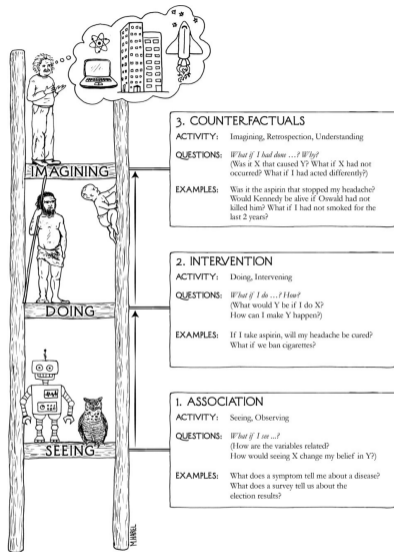 3. COUNTERFACTUALS
ACTIVITY: Imagining, Retrospection, Understanding
QUESTIONS: What if I had done ...? Why?
(Was it X that caused Y? What if X had not
occurred? What if I had acted differently?)
EXAMPLES: Was it the aspirin that stopped my headache?
Would Kennedy be alive if Oswald had not
killed him? What if I had not smoked for the
last 2 years?
IMAGINING
2. INTERVENTION
ACTIVITY: Doing, Intervening
QUESTIONS: What if I do ...? How?
(What would Y be if I do X?
How can I make Y happen?)
EXAMPLES: If I take aspirin, will my headache be cured?
What if we ban cigarettes?
DOING
1. ASSOCIATION
ACTIVITY: Seeing, Observing
QUESTIONS: What if I see ...?
(How are the variables related?
How would seeing X change my belief in Y?)
EXAMPLES: What does a symptom tell me about a disease?
What does a survey tell us about the
election results?
SEEING
M.HAREL